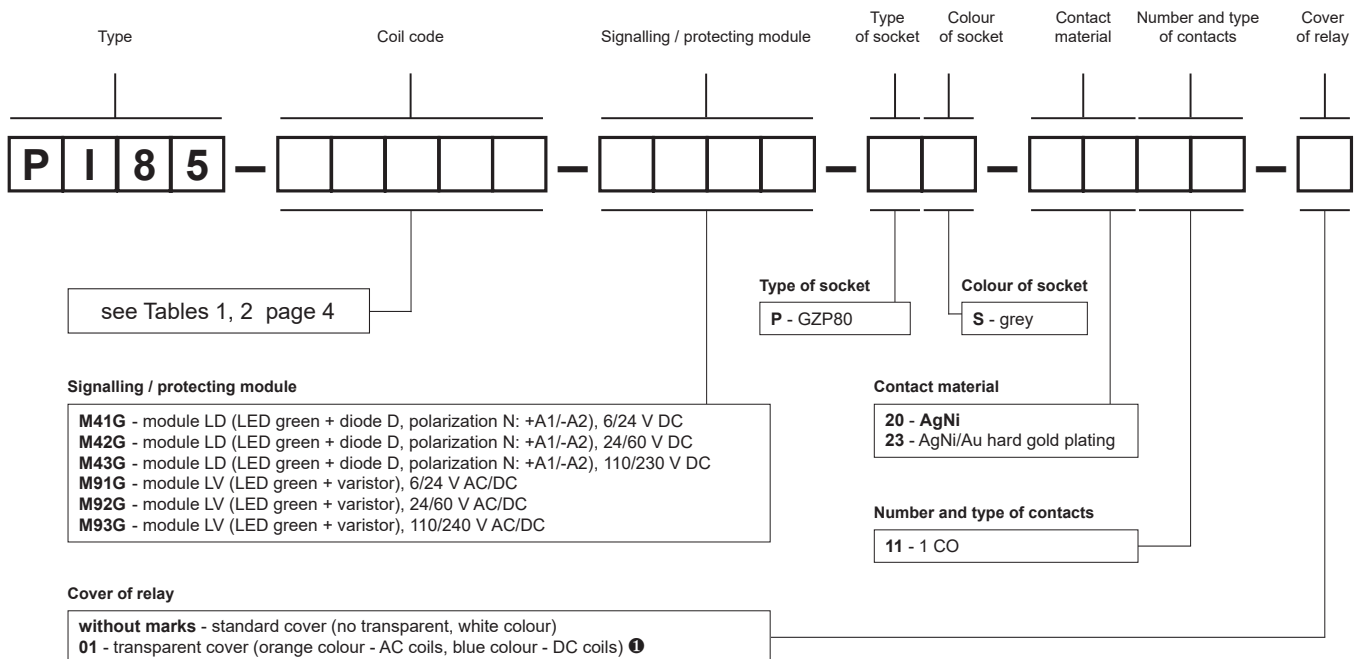 Type
Coil code
Signalling / protecting module
Type
of socket
Colour
of socket
Contact
material
Number and type
of contacts
Cover
of relay
P I 8 5 – – – – –
see Tables 1, 2 page 4
Type of socket
P - GZP80
Colour of socket
S - grey
Signalling / protecting module
M41G - module LD (LED green + diode D, polarization N: +A1/-A2), 6/24 V DC
M42G - module LD (LED green + diode D, polarization N: +A1/-A2), 24/60 V DC
M43G - module LD (LED green + diode D, polarization N: +A1/-A2), 110/230 V DC
M91G - module LV (LED green + varistor), 6/24 V AC/DC
M92G - module LV (LED green + varistor), 24/60 V AC/DC
M93G - module LV (LED green + varistor), 110/240 V AC/DC
Contact material
20 - AgNi
23 - AgNi/Au hard gold plating
Number and type of contacts
11 - 1 CO
Cover of relay
without marks - standard cover (no transparent, white colour)
01 - transparent cover (orange colour - AC coils, blue colour - DC coils) ❶